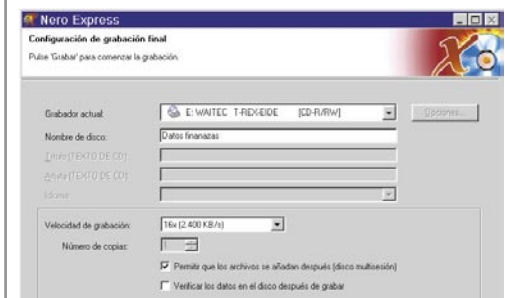 Nero Express
Configuración de grabación final
Pulse 'Grabar' para comenzar la grabación.
Grabador actual: E: WAITEC T-REX-EIDE [CD-R/RW] Opciones...
Nombre de disco: Datos finanazas
Título (TEXTO DE CD):
Artista (TEXTO DE CD):
Idioma:
Velocidad de grabación: 16x (2.400 KB/s)
Número de copias: 1
Permitir que los archivos se añadan después (disco multisesión)
Verificar los datos en el disco después de grabar